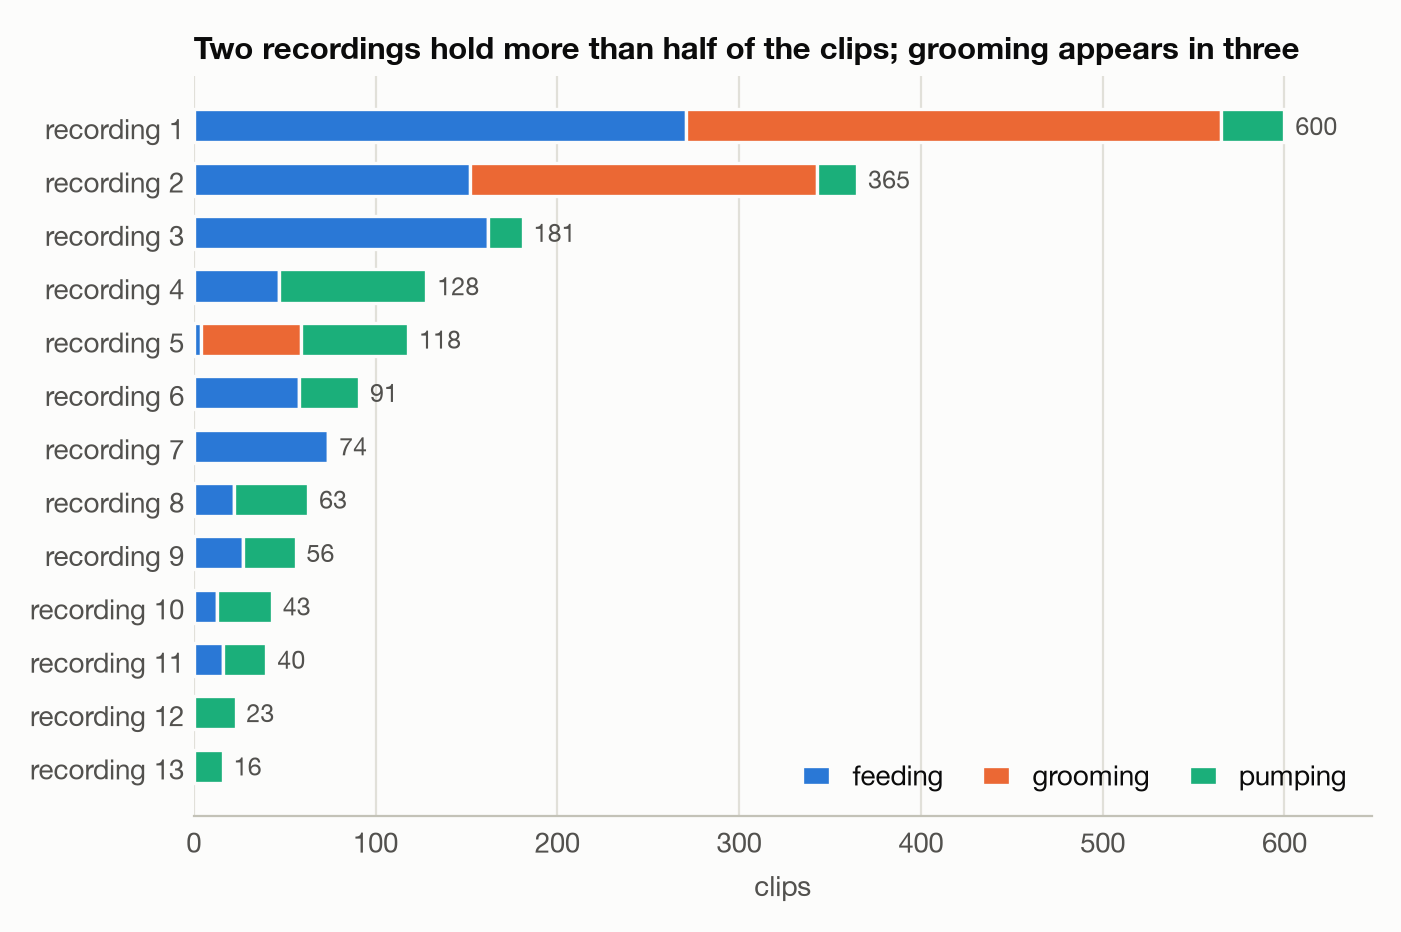 Two recordings hold more than half of the clips; grooming appears in three
recording 1 600
recording 2 365
recording 3 181
recording 4 128
recording 5 118
recording 6 91
recording 7 74
recording 8 63
recording 9 56
recording 10 43
recording 11 40
recording 12 23
recording 13 16
feeding grooming pumping
0 100 200 300 400 500 600
clips